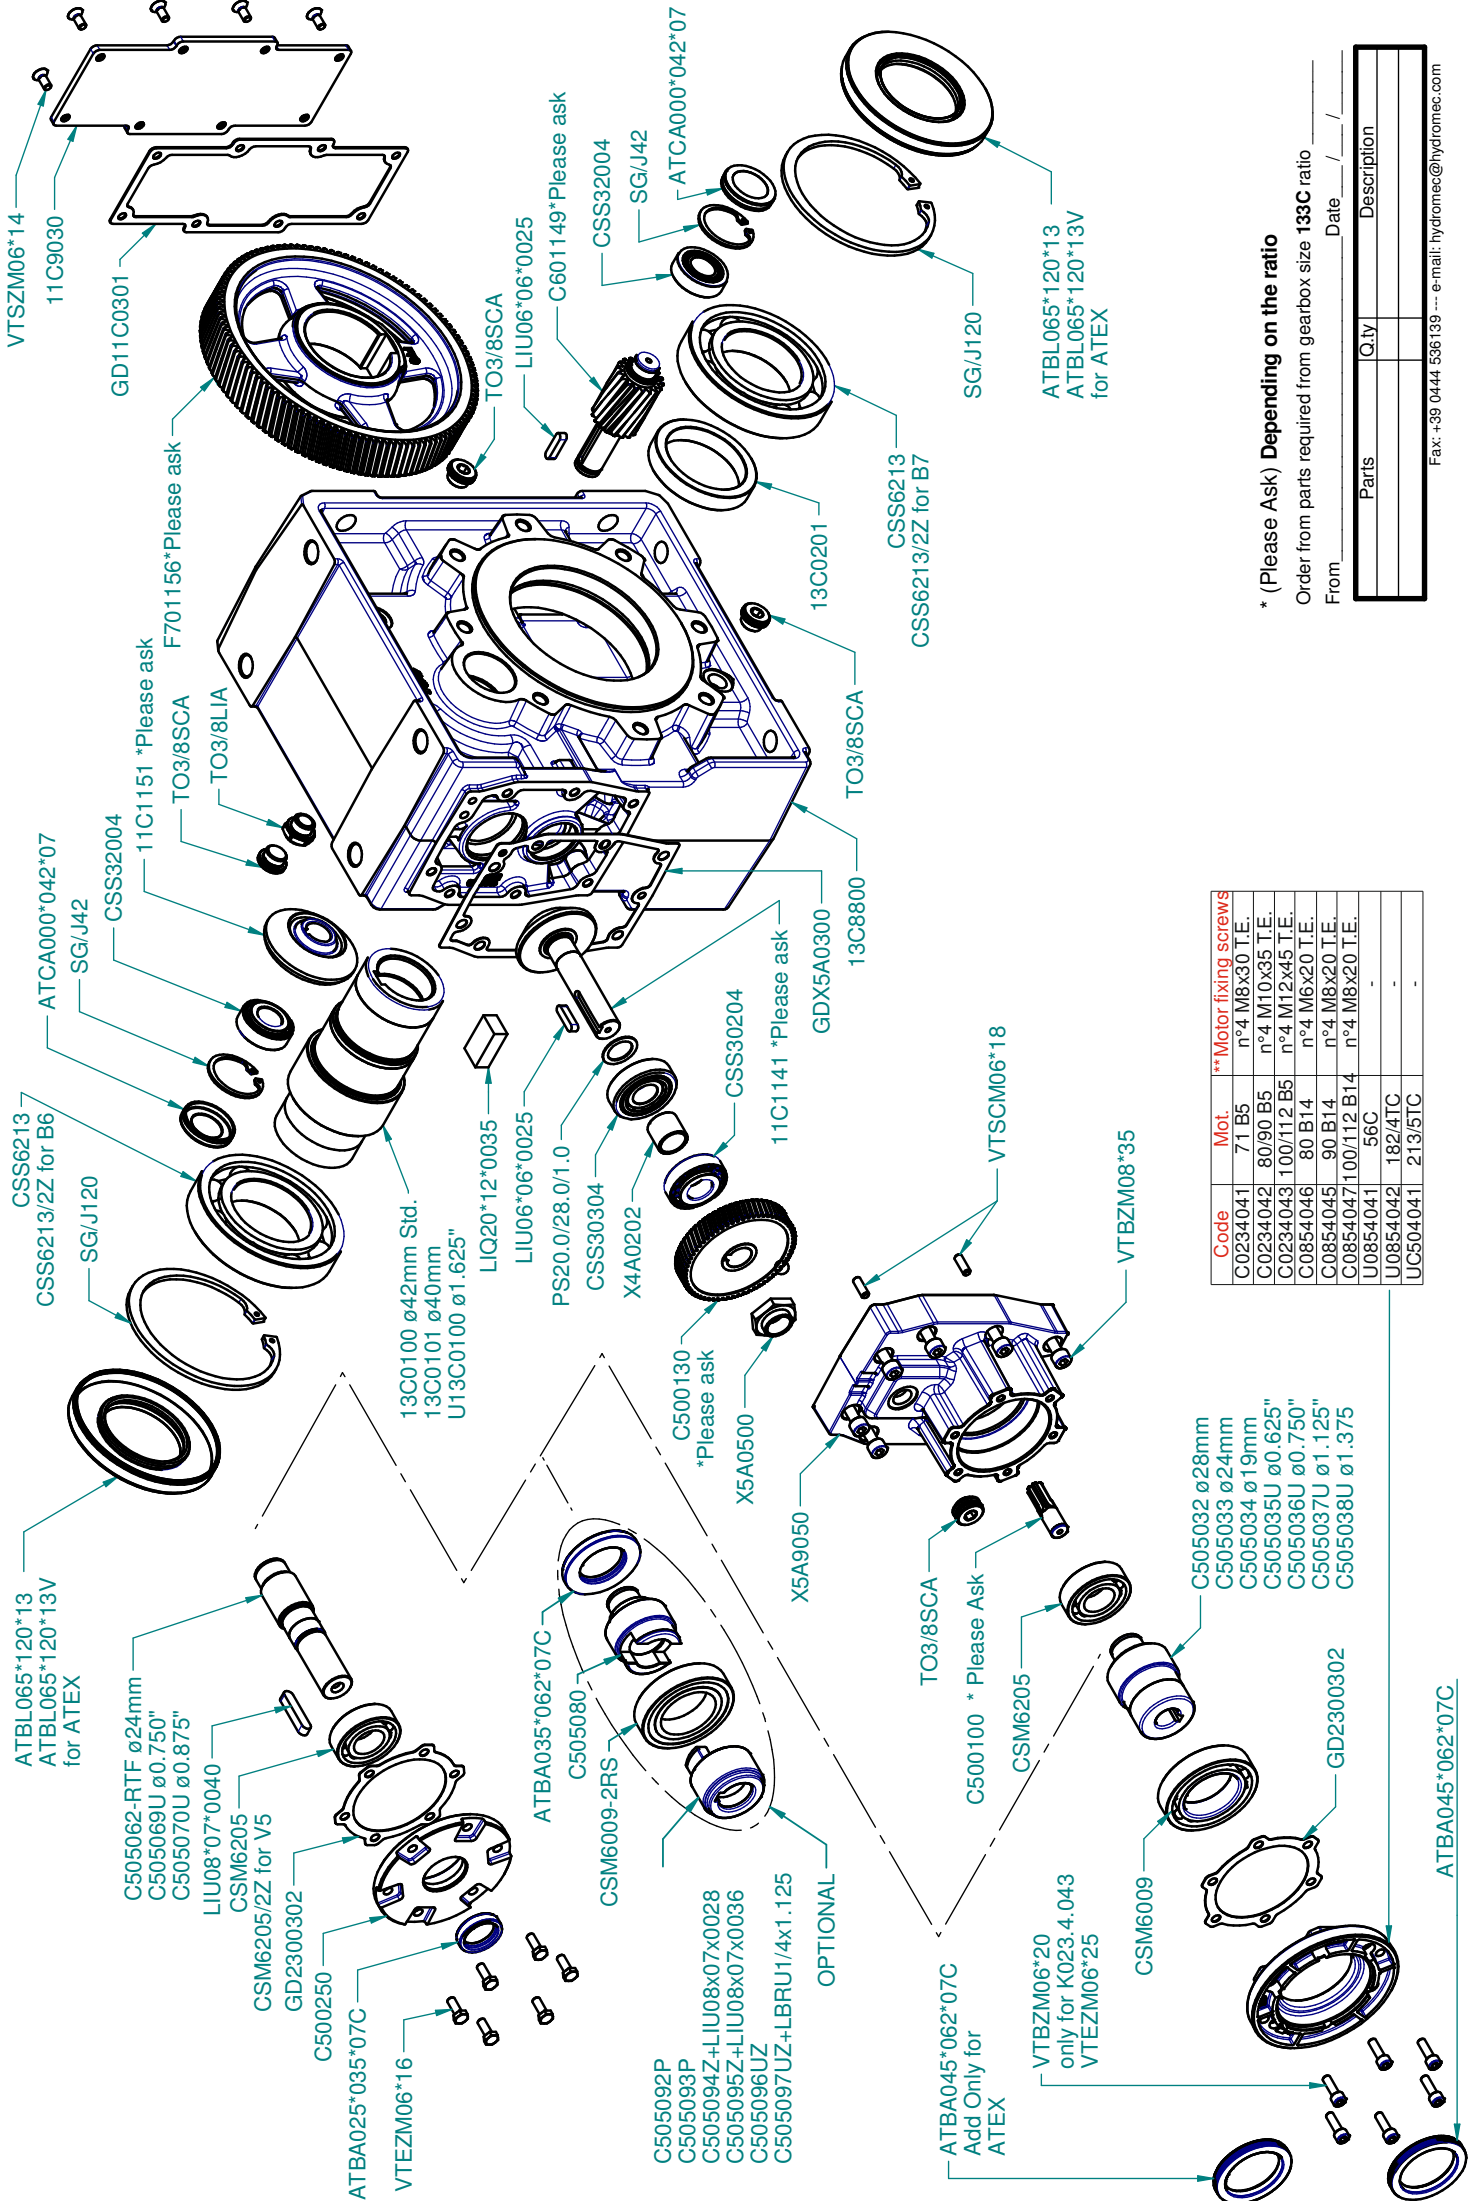 VTSZM06*14
11C9030
GD11C0301
F701156*Please ask
TO3/8SCA
LIU06*06*0025
C601149*Please ask
CSS32004
SG/J42
ATCA000*042*07
SG/J120
ATBL065*120*13
ATBL065*120*13V
for ATEX
CSS6213
CSS6213/2Z for B7
13C0201
TO3/8SCA
13C8800
GDX5A0300
11C1141 *Please ask
11C1151 *Please ask
TO3/8SCA
TO3/8LIA
CSS32004
SG/J42
ATCA000*042*07
CSS6213
CSS6213/2Z for B6
SG/J120
ATBL065*120*13
ATBL065*120*13V
for ATEX
13C0100 ø42mm Std.
13C0101 ø40mm
U13C0100 ø1.625"
LIQ20*12*0035
LIU06*06*0025
PS20.0/28.0/1.0
CSS30304
X4A0202
CSS30204
C500130
*Please ask
X5A0500
VTSCM06*18
VTBZM08*35
X5A9050
TO3/8SCA
C500100 * Please Ask
CSM6205
C505032 ø28mm
C505033 ø24mm
C505034 ø19mm
C505035U ø0.625"
C505036U ø0.750"
C505037U ø1.125"
C505038U ø1.375
GD2300302
CSM6009
ATBA045*062*07C
VTBZM06*20
only for K023.4.043
VTEZM06*25
ATBA045*062*07C
Add Only for
ATEX
C505062-RTF ø24mm
C505069U ø0.750"
C505070U ø0.875"
LIU08*07*0040
CSM6205
CSM6205/2Z for V5
GD2300302
C500250
ATBA025*035*07C
VTEZM06*16
ATBA035*062*07C
C505080
CSM6009-2RS
C505092P
C505093P
C505094Z+LIU08x07x0028
C505095Z+LIU08x07x0036
C505096UZ
C505097UZ+LBRU1/4x1.125
OPTIONAL
Code Mot. **Motor fixing screws
C0234041 71 B5 n°4 M8x30 T.E.
C0234042 80/90 B5 n°4 M10x35 T.E.
C0234043 100/112 B5 n°4 M12x45 T.E.
C0854046 80 B14 n°4 M6x20 T.E.
C0854045 90 B14 n°4 M8x20 T.E.
C0854047 100/112 B14 n°4 M8x20 T.E.
U0854041 56C -
U0854042 182/4TC -
UC504041 213/5TC -
* (Please Ask) Depending on the ratio
Order from parts required from gearbox size 133C ratio ______
From ______ Date ___/___/___
Parts Q.ty Description
Fax: +39 0444 536139 --- e-mail: hydromec@hydromec.com